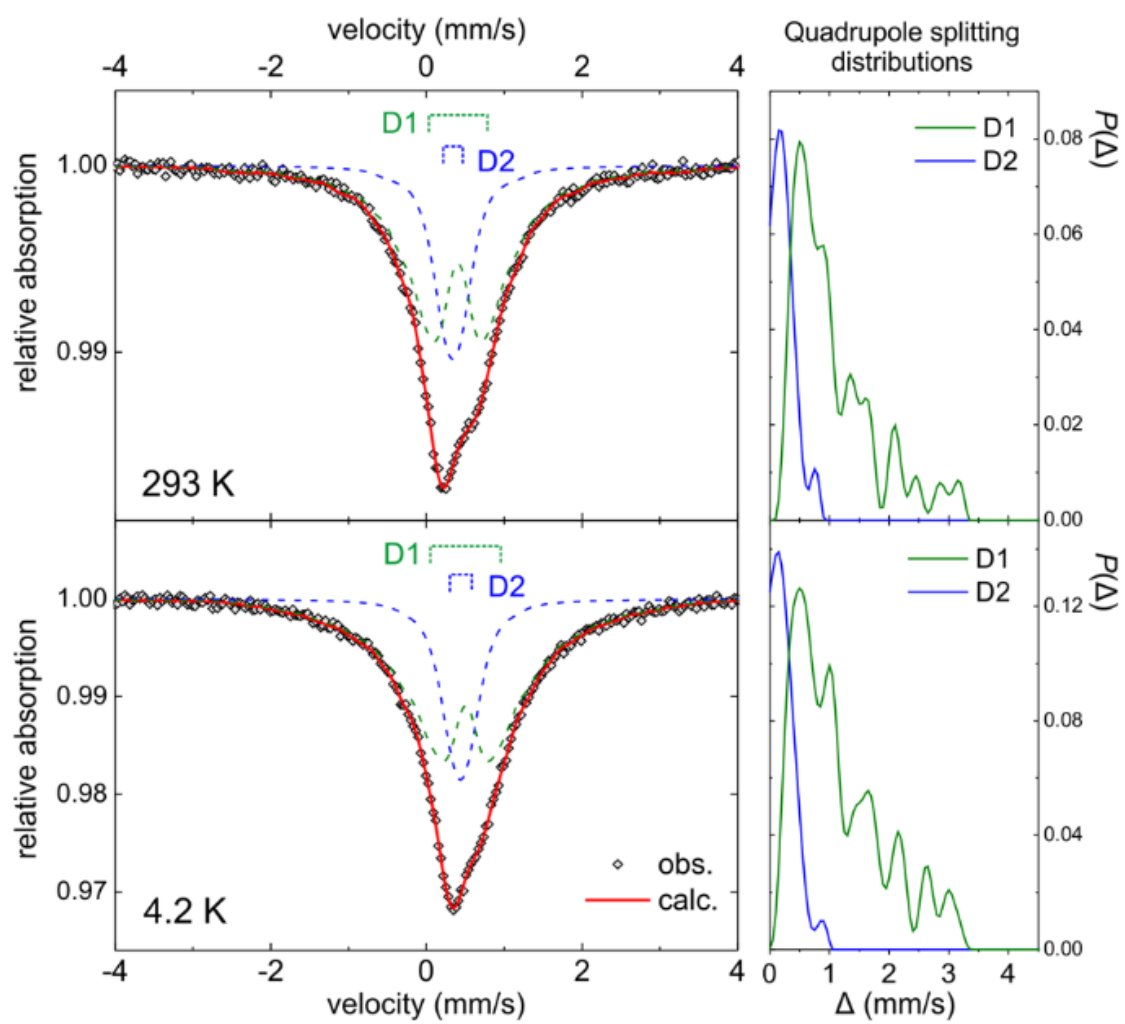 velocity (mm/s)
-4 -2 0 2 4
Quadrupole splitting
distributions
D1
D2
1.00
0.99
relative absorption
293 K
D1
D2
P(Δ)
0.08
0.06
0.04
0.02
0.00
D1
D2
1.00
0.99
0.98
0.97
relative absorption
4.2 K
obs.
calc.
-4 -2 0 2 4
velocity (mm/s)
D1
D2
P(Δ)
0.12
0.08
0.04
0.00
0 1 2 3 4
Δ (mm/s)